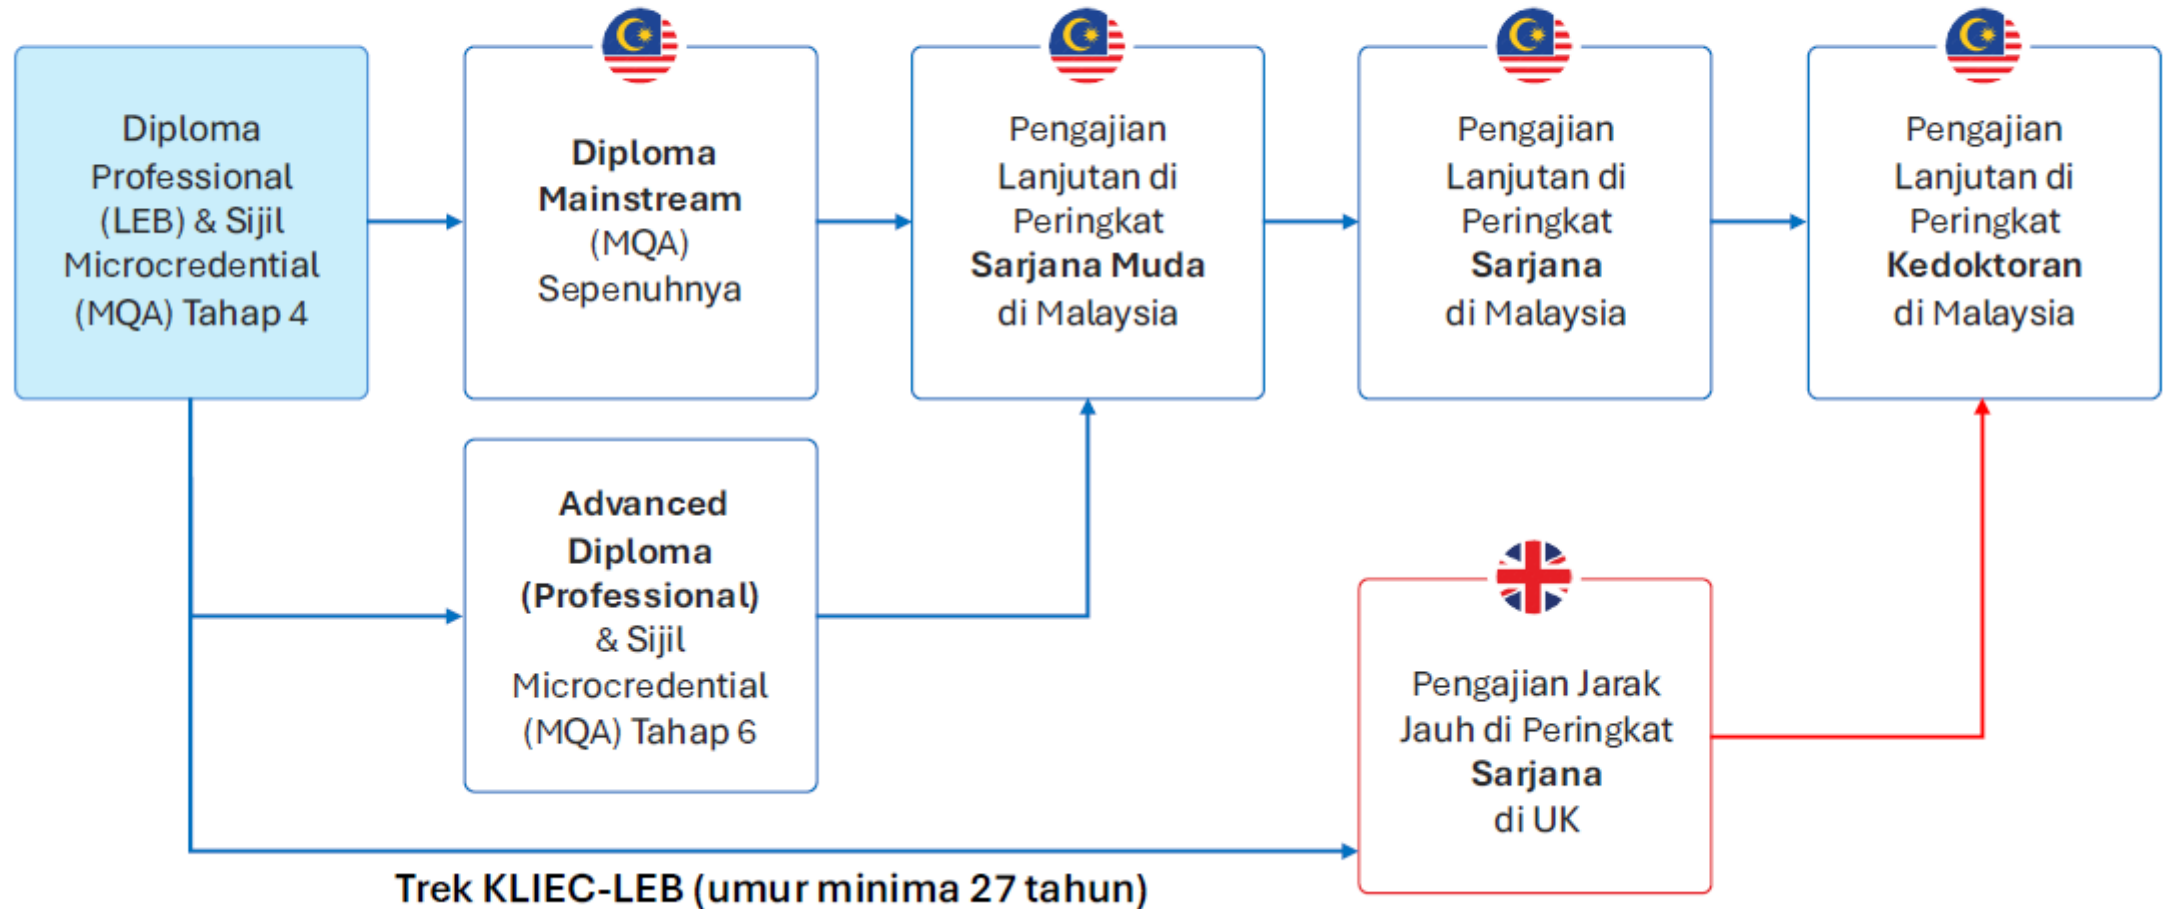 Diploma
Professional
(LEB) & Sijil
Microcredential
(MQA) Tahap 4
Diploma
Mainstream
(MQA)
Sepenuhnya
Pengajian
Lanjutan di
Peringkat
Sarjana Muda
di Malaysia
Pengajian
Lanjutan di
Peringkat
Sarjana
di Malaysia
Pengajian
Lanjutan di
Peringkat
Kedoktoran
di Malaysia
Advanced
Diploma
(Professional)
& Sijil
Microcredential
(MQA) Tahap 6
Pengajian Jarak
Jauh di Peringkat
Sarjana
di UK
Trek KLIEC-LEB (umur minima 27 tahun)